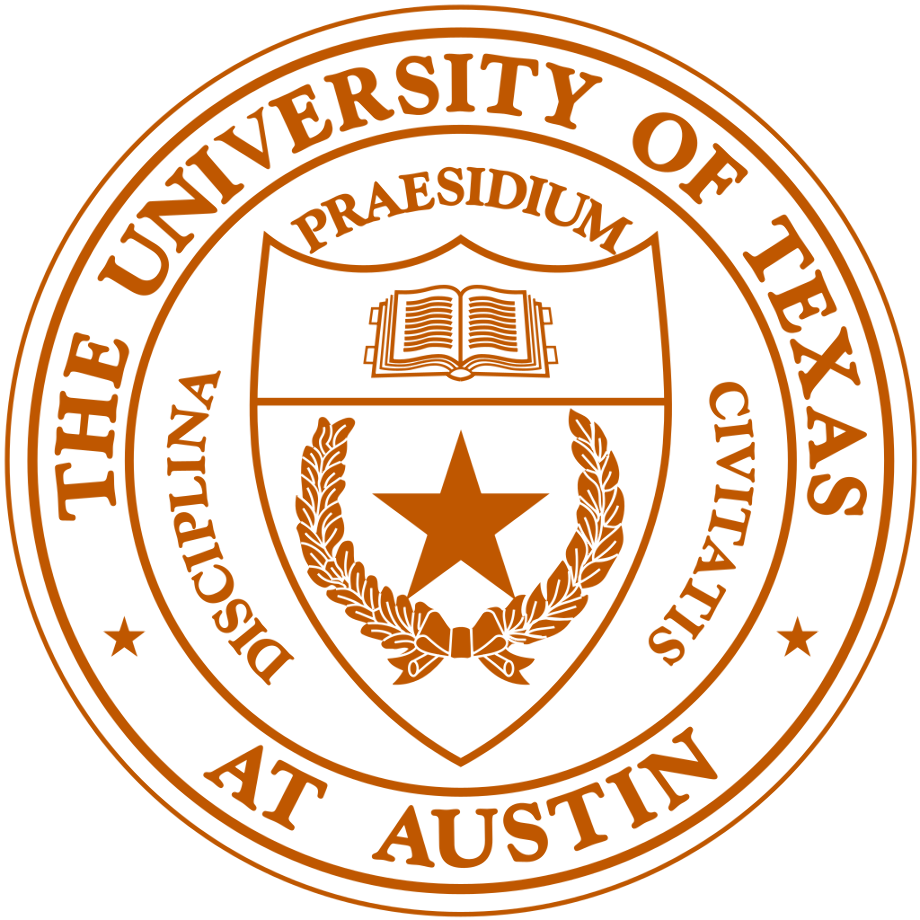 THE UNIVERSITY OF TEXAS
AT AUSTIN
DISCIPLINA
PRAESIDIUM
CIVITATIS